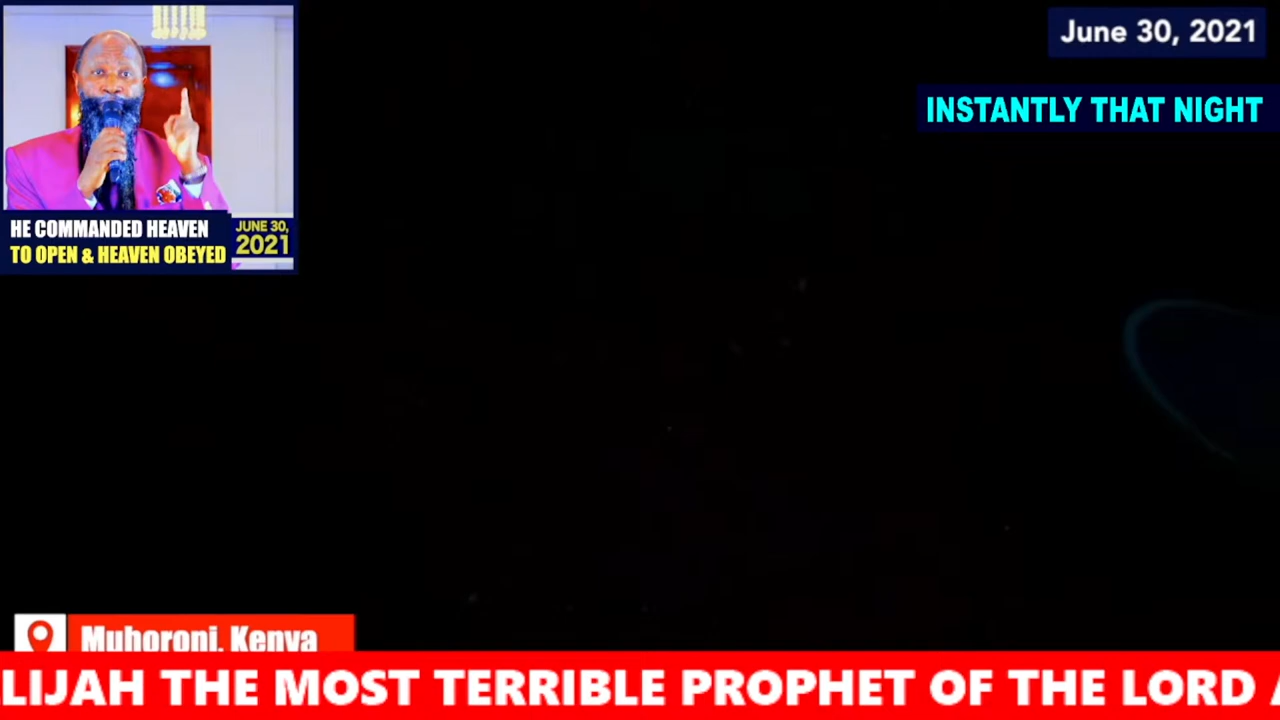 June 30, 2021
INSTANTLY THAT NIGHT
HE COMMANDED HEAVEN
TO OPEN & HEAVEN OBEYED
JUNE 30,
2021
Muhoroni, Kenya
LIJAH THE MOST TERRIBLE PROPHET OF THE LORD